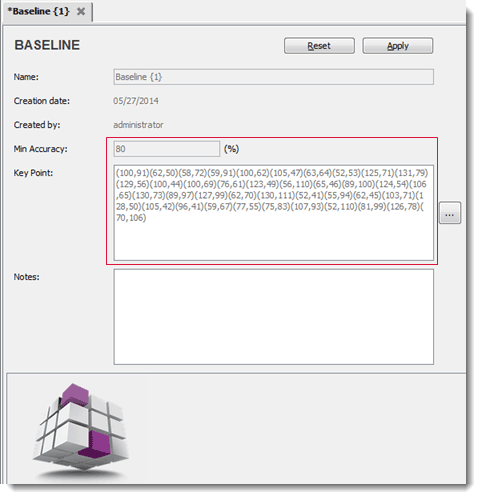 *Baseline {1}
BASELINE
Reset
Apply
Name:
Baseline {1}
Creation date:
05/27/2014
Created by:
administrator
Min Accuracy:
80
(%)
Key Point:
(100,91)(62,50)(58,72)(59,91)(100,62)(105,47)(63,64)(52,53)(125,71)(131,79)
(129,56)(100,44)(100,69)(76,61)(123,49)(56,110)(65,46)(89,100)(124,54)(106
,65)(130,73)(89,97)(127,99)(62,70)(130,111)(52,41)(55,94)(62,45)(103,71)(1
28,50)(105,42)(96,41)(59,67)(77,55)(75,83)(107,93)(52,110)(81,99)(126,78)(
70,106)
...
Notes: